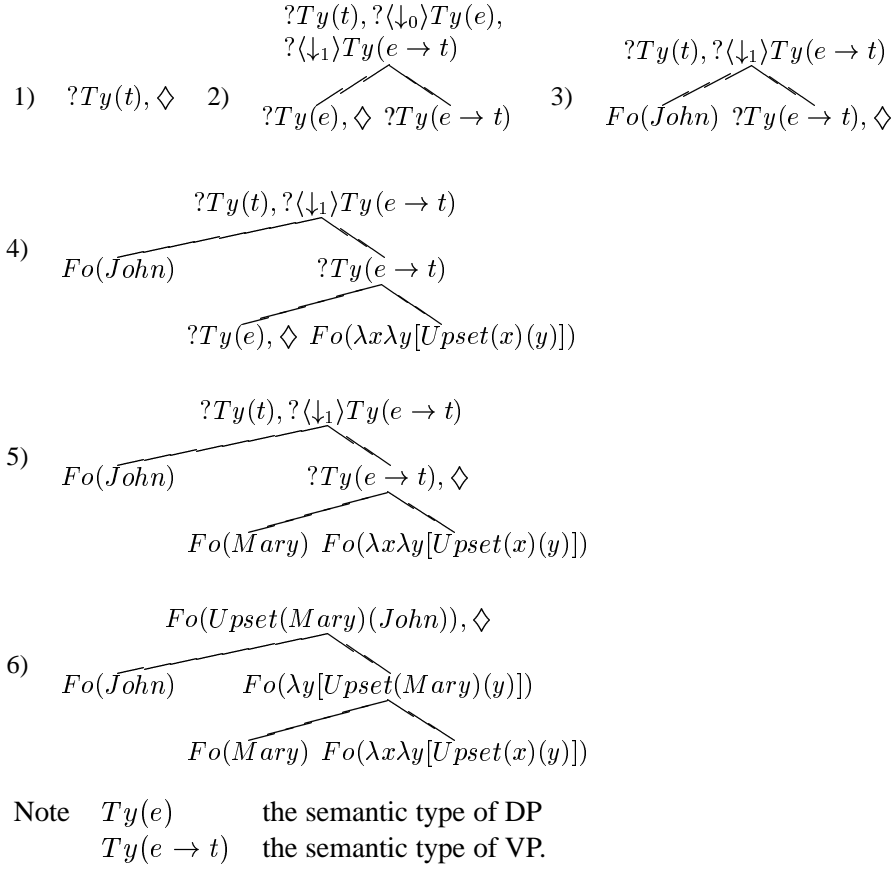 ?Ty(t), ?⟨↓₀⟩Ty(e),
?⟨↓₁⟩Ty(e → t)
?Ty(t), ?⟨↓₁⟩Ty(e → t)
1) ?Ty(t), ◇ 2) ?Ty(e), ◇ ?Ty(e → t) 3) Fo(John) ?Ty(e → t), ◇
?Ty(t), ?⟨↓₁⟩Ty(e → t)
4) Fo(John) ?Ty(e → t)
?Ty(e), ◇ Fo(λxλy[Upset(x)(y)])
?Ty(t), ?⟨↓₁⟩Ty(e → t)
5) Fo(John) ?Ty(e → t), ◇
Fo(Mary) Fo(λxλy[Upset(x)(y)])
Fo(Upset(Mary)(John)), ◇
6) Fo(John) Fo(λy[Upset(Mary)(y)])
Fo(Mary) Fo(λxλy[Upset(x)(y)])
Note Ty(e) the semantic type of DP
Ty(e → t) the semantic type of VP.